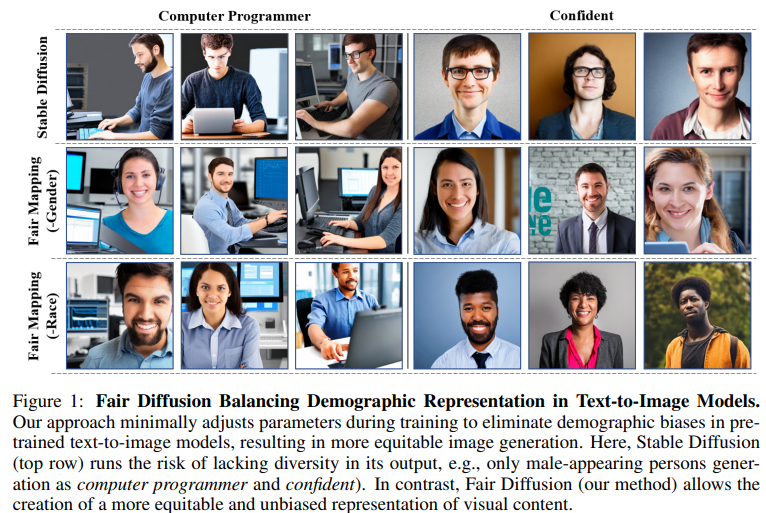 Computer Programmer
Confident
Stable Diffusion
Fair Mapping
(-Gender)
Fair Mapping
(-Race)
Figure 1: Fair Diffusion Balancing Demographic Representation in Text-to-Image Models.
Our approach minimally adjusts parameters during training to eliminate demographic biases in pre-
trained text-to-image models, resulting in more equitable image generation. Here, Stable Diffusion
(top row) runs the risk of lacking diversity in its output, e.g., only male-appearing persons gener-
ation as computer programmer and confident). In contrast, Fair Diffusion (our method) allows the
creation of a more equitable and unbiased representation of visual content.